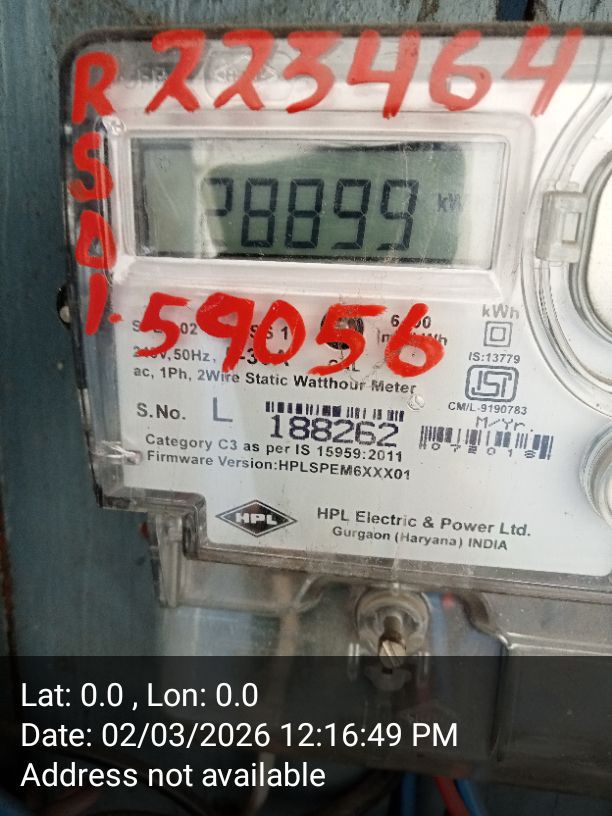 R 223464
S
D
1-59056
28899 kW
kWh
IS:13779
ac, 1Ph, 2Wire Static Watthour Meter
CM/L-9190783
S.No. L 188262
M/Yr.
072018
Category C3 as per IS 15959:2011
Firmware Version:HPLSPEM6XXX01
HPL
HPL Electric & Power Ltd.
Gurgaon (Haryana) INDIA
Lat: 0.0 , Lon: 0.0
Date: 02/03/2026 12:16:49 PM
Address not available